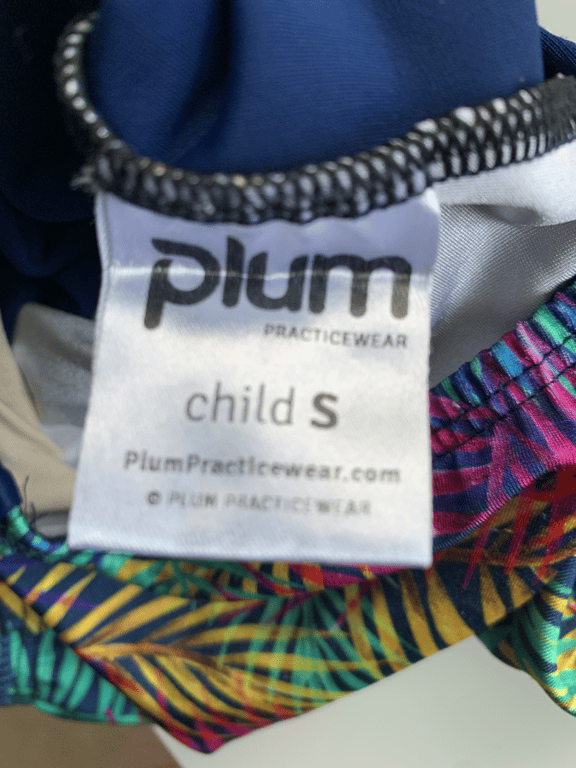 plum
PRACTICEWEAR
child S
PlumPracticewear.com
© PLUM PRACTICEWEAR